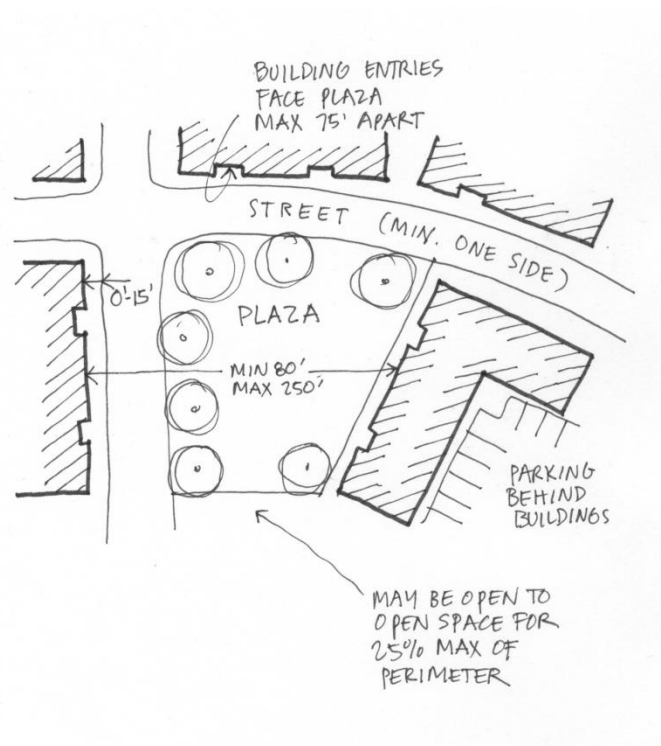 BUILDING ENTRIES
FACE PLAZA
MAX 75' APART
STREET (MIN. ONE SIDE)
0'-15'
PLAZA
MIN 80'
MAX 250'
PARKING
BEHIND
BUILDINGS
MAY BE OPEN TO
OPEN SPACE FOR
25% MAX OF
PERIMETER